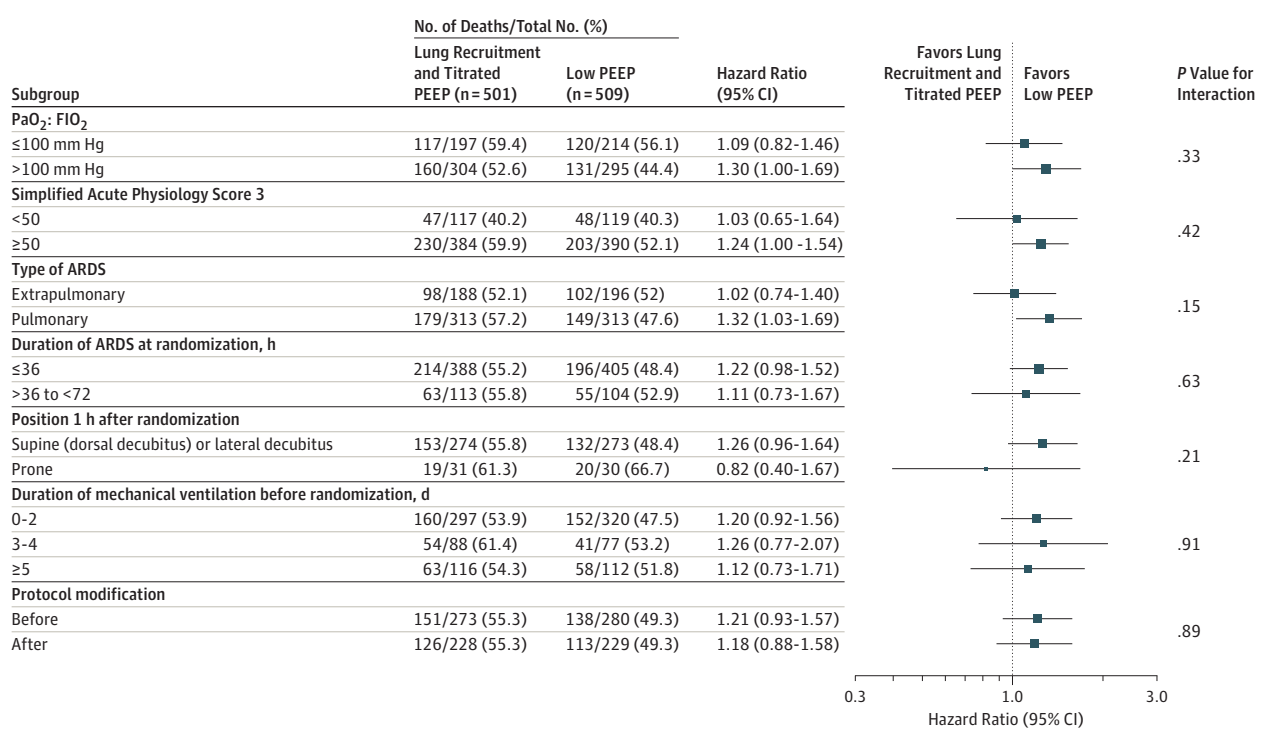 No. of Deaths/Total No. (%)
Lung Recruitment and Titrated PEEP (n = 501)
Low PEEP (n = 509)
Hazard Ratio (95% CI)
Favors Lung Recruitment and Titrated PEEP
Favors Low PEEP
P Value for Interaction
Subgroup
PaO2: FIO2
≤100 mm Hg 117/197 (59.4) 120/214 (56.1) 1.09 (0.82-1.46)
.33
>100 mm Hg 160/304 (52.6) 131/295 (44.4) 1.30 (1.00-1.69)
Simplified Acute Physiology Score 3
<50 47/117 (40.2) 48/119 (40.3) 1.03 (0.65-1.64)
.42
≥50 230/384 (59.9) 203/390 (52.1) 1.24 (1.00 -1.54)
Type of ARDS
Extrapulmonary 98/188 (52.1) 102/196 (52) 1.02 (0.74-1.40)
.15
Pulmonary 179/313 (57.2) 149/313 (47.6) 1.32 (1.03-1.69)
Duration of ARDS at randomization, h
≤36 214/388 (55.2) 196/405 (48.4) 1.22 (0.98-1.52)
.63
>36 to <72 63/113 (55.8) 55/104 (52.9) 1.11 (0.73-1.67)
Position 1 h after randomization
Supine (dorsal decubitus) or lateral decubitus 153/274 (55.8) 132/273 (48.4) 1.26 (0.96-1.64)
.21
Prone 19/31 (61.3) 20/30 (66.7) 0.82 (0.40-1.67)
Duration of mechanical ventilation before randomization, d
0-2 160/297 (53.9) 152/320 (47.5) 1.20 (0.92-1.56)
3-4 54/88 (61.4) 41/77 (53.2) 1.26 (0.77-2.07) .91
≥5 63/116 (54.3) 58/112 (51.8) 1.12 (0.73-1.71)
Protocol modification
Before 151/273 (55.3) 138/280 (49.3) 1.21 (0.93-1.57)
.89
After 126/228 (55.3) 113/229 (49.3) 1.18 (0.88-1.58)
0.3 1.0 3.0
Hazard Ratio (95% CI)